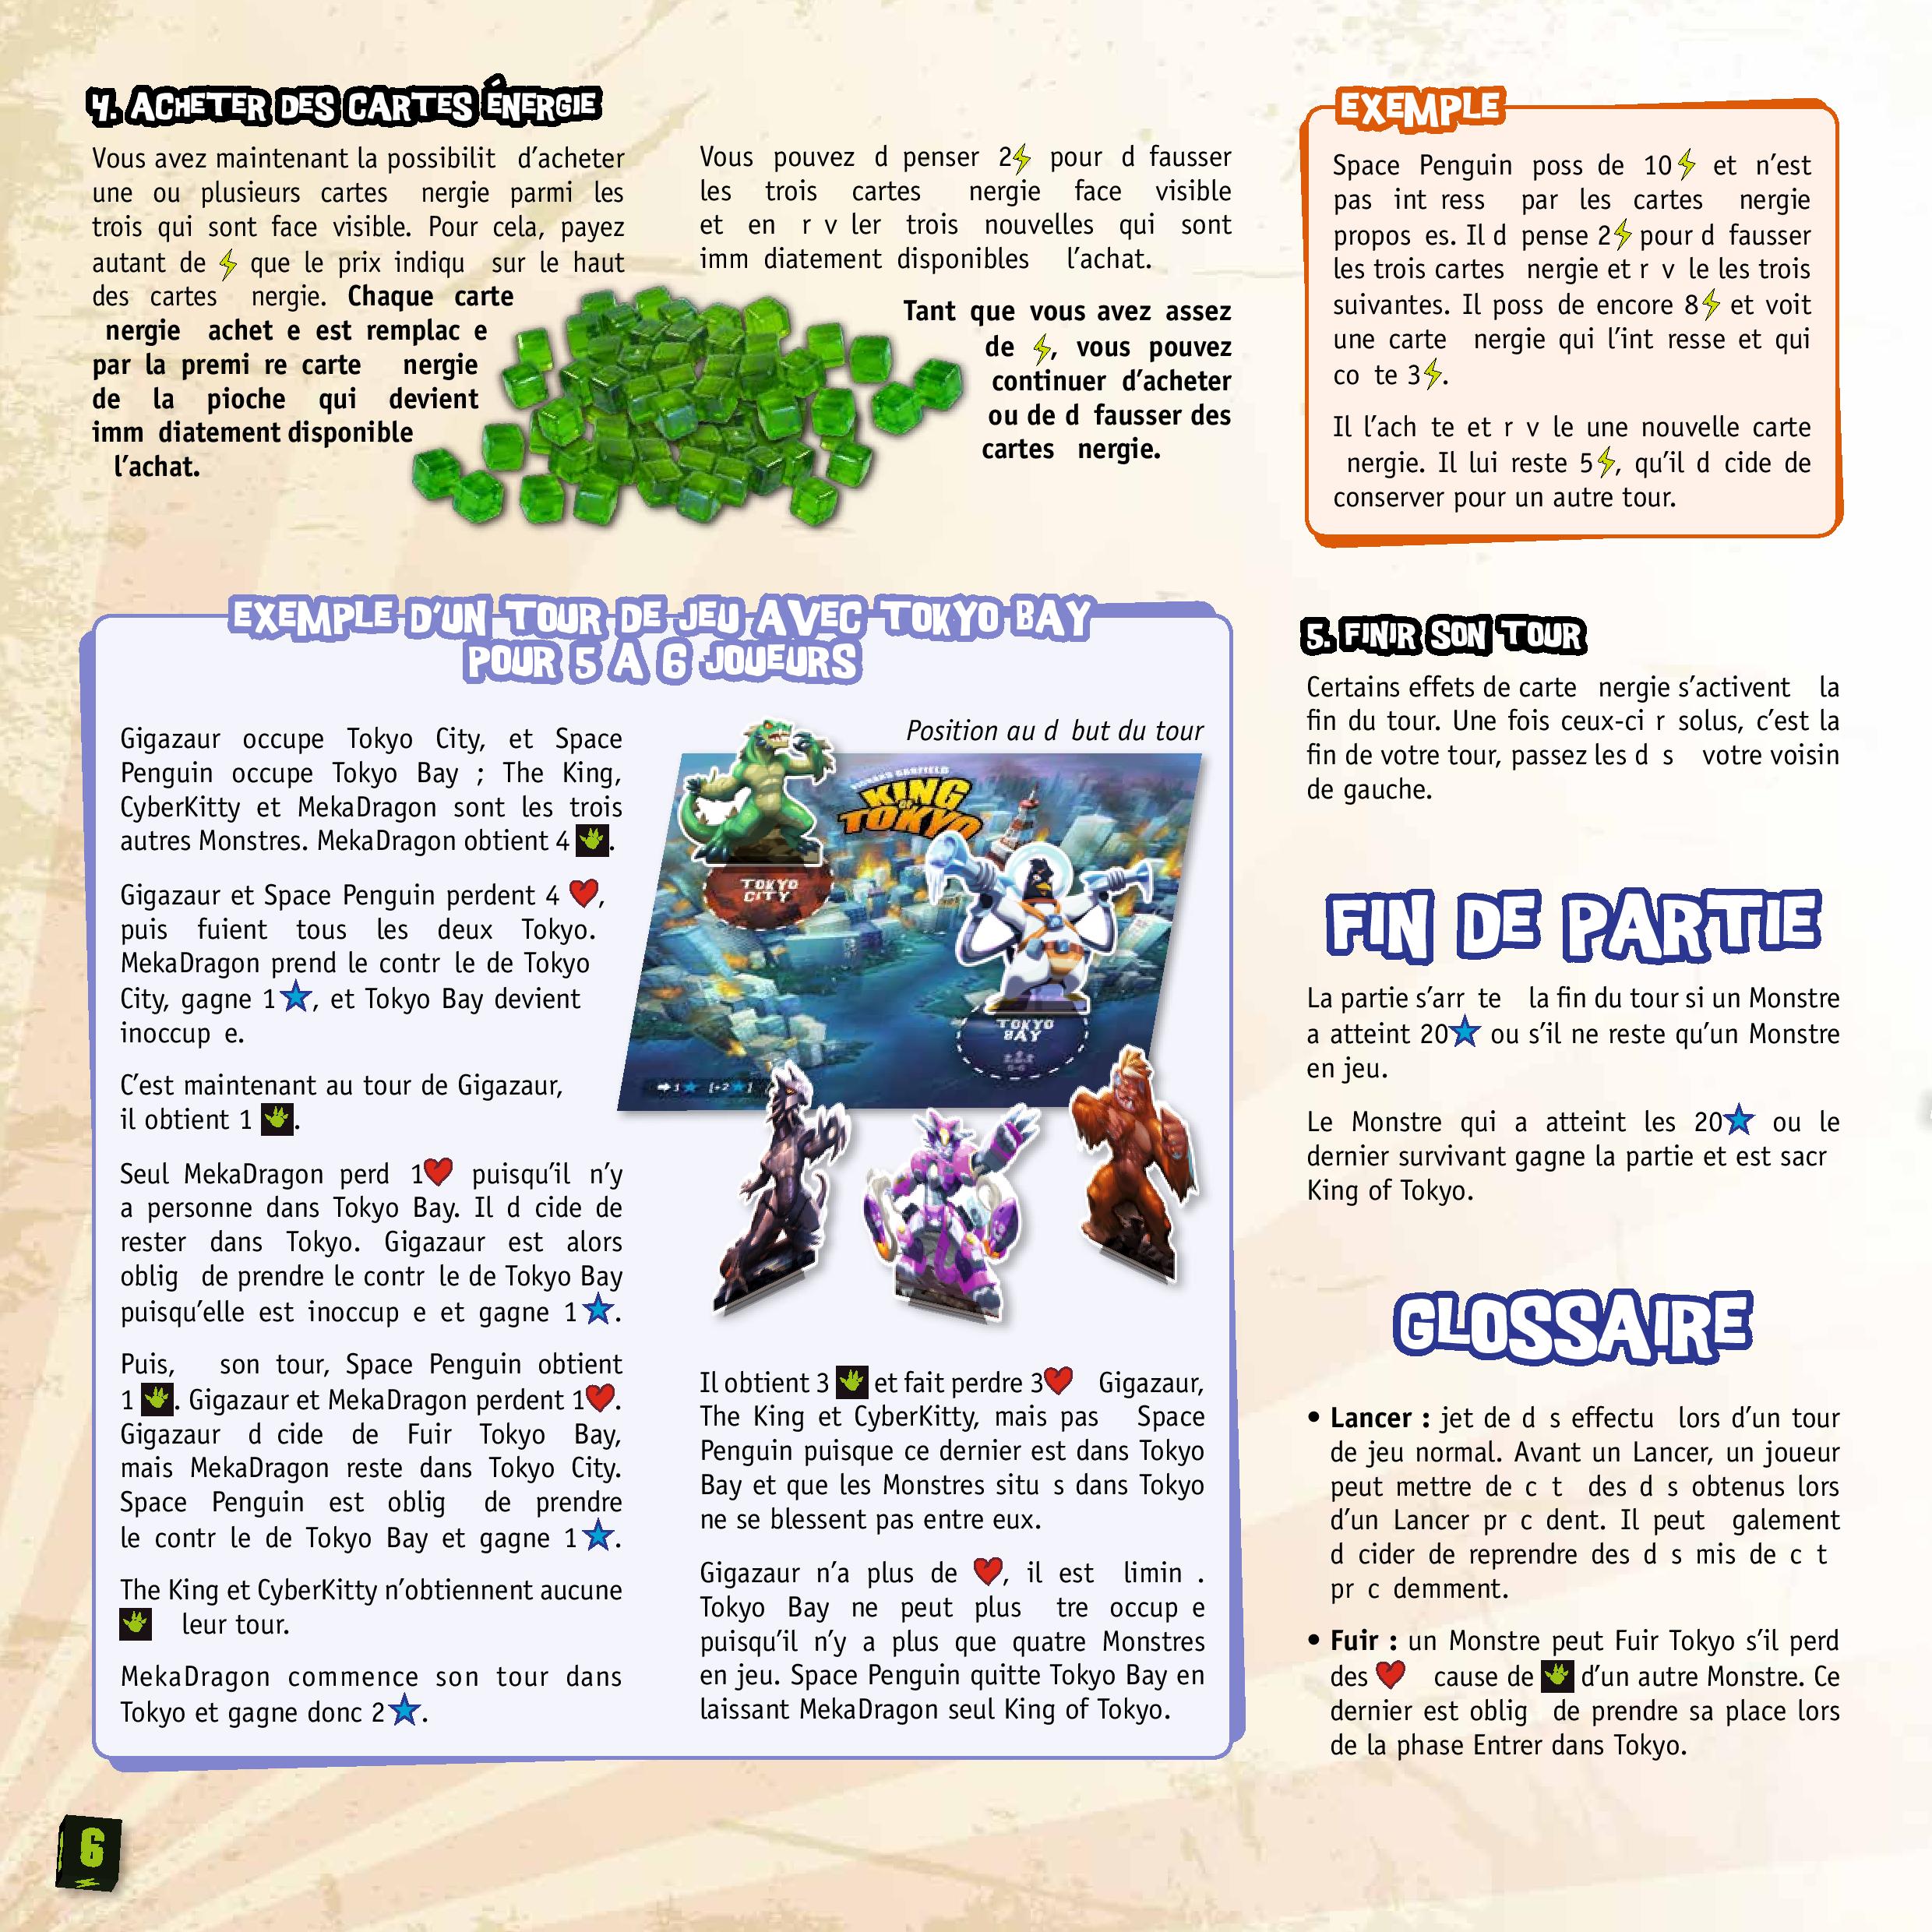 4. ACHETER DES CARTES ÉNERGIE
Vous avez maintenant la possibilit d’acheter
une ou plusieurs cartes nergie parmi les
trois qui sont face visible. Pour cela, payez
autant de que le prix indiqu sur le haut
des cartes nergie. Chaque carte
nergie achet e est remplac e
par la premi re carte nergie
de la pioche qui devient
imm diatement disponible
l’achat.
Vous pouvez d penser 2 pour d fausser
les trois cartes nergie face visible
et en r v ler trois nouvelles qui sont
imm diatement disponibles l’achat.
Tant que vous avez assez
de , vous pouvez
continuer d’acheter
ou de d fausser des
cartes nergie.
EXEMPLE
Space Penguin poss de 10 et n’est
pas int ress par les cartes nergie
propos es. Il d pense 2 pour d fausser
les trois cartes nergie et r v le les trois
suivantes. Il poss de encore 8 et voit
une carte nergie qui l’int resse et qui
co te 3 .
Il l’ach te et r v le une nouvelle carte
nergie. Il lui reste 5 , qu’il d cide de
conserver pour un autre tour.
EXEMPLE D’UN TOUR DE JEU AVEC TOKYO BAY
POUR 5 A 6 JOUEURS
Gigazaur occupe Tokyo City, et Space
Penguin occupe Tokyo Bay ; The King,
CyberKitty et MekaDragon sont les trois
autres Monstres. MekaDragon obtient 4 .
Gigazaur et Space Penguin perdent 4 ,
puis fuient tous les deux Tokyo.
MekaDragon prend le contr le de Tokyo
City, gagne 1 , et Tokyo Bay devient
inoccup e.
C’est maintenant au tour de Gigazaur,
il obtient 1 .
Seul MekaDragon perd 1 puisqu’il n’y
a personne dans Tokyo Bay. Il d cide de
rester dans Tokyo. Gigazaur est alors
oblig de prendre le contr le de Tokyo Bay
puisqu’elle est inoccup e et gagne 1 .
Puis, son tour, Space Penguin obtient
1 . Gigazaur et MekaDragon perdent 1 .
Gigazaur d cide de Fuir Tokyo Bay,
mais MekaDragon reste dans Tokyo City.
Space Penguin est oblig de prendre
le contr le de Tokyo Bay et gagne 1 .
The King et CyberKitty n’obtiennent aucune
leur tour.
MekaDragon commence son tour dans
Tokyo et gagne donc 2 .
Position au d but du tour
KING
OF
TOKYO
TOKYO
CITY
TOKYO
BAY
Il obtient 3 et fait perdre 3 Gigazaur,
The King et CyberKitty, mais pas Space
Penguin puisque ce dernier est dans Tokyo
Bay et que les Monstres situ s dans Tokyo
ne se blessent pas entre eux.
Gigazaur n’a plus de , il est limin .
Tokyo Bay ne peut plus tre occup e
puisqu’il n’y a plus que quatre Monstres
en jeu. Space Penguin quitte Tokyo Bay en
laissant MekaDragon seul King of Tokyo.
5. FINIR SON TOUR
Certains effets de carte nergie s’activent la
fin du tour. Une fois ceux-ci r solus, c’est la
fin de votre tour, passez les d s votre voisin
de gauche.
FIN DE PARTIE
La partie s’arr te la fin du tour si un Monstre
a atteint 20 ou s’il ne reste qu’un Monstre
en jeu.
Le Monstre qui a atteint les 20 ou le
dernier survivant gagne la partie et est sacr
King of Tokyo.
GLOSSAIRE
• Lancer : jet de d s effectu lors d’un tour
de jeu normal. Avant un Lancer, un joueur
peut mettre de c t des d s obtenus lors
d’un Lancer pr c dent. Il peut galement
d cider de reprendre des d s mis de c t
pr c demment.
• Fuir : un Monstre peut Fuir Tokyo s’il perd
des cause de d’un autre Monstre. Ce
dernier est oblig de prendre sa place lors
de la phase Entrer dans Tokyo.
6